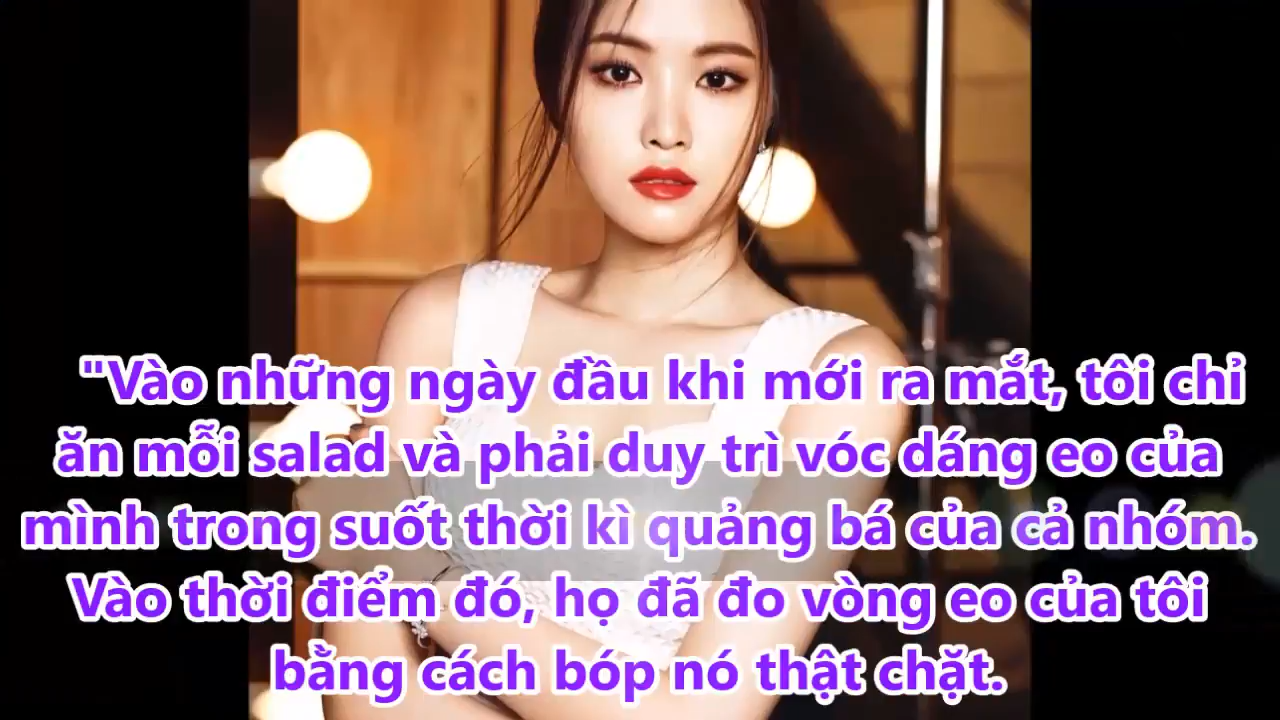 "Vào những ngày đầu khi mới ra mắt, tôi chỉ
ăn mỗi salad và phải duy trì vóc dáng eo của
mình trong suốt thời kì quảng bá của cả nhóm.
Vào thời điểm đó, họ đã đo vòng eo của tôi
bằng cách bóp nó thật chặt.